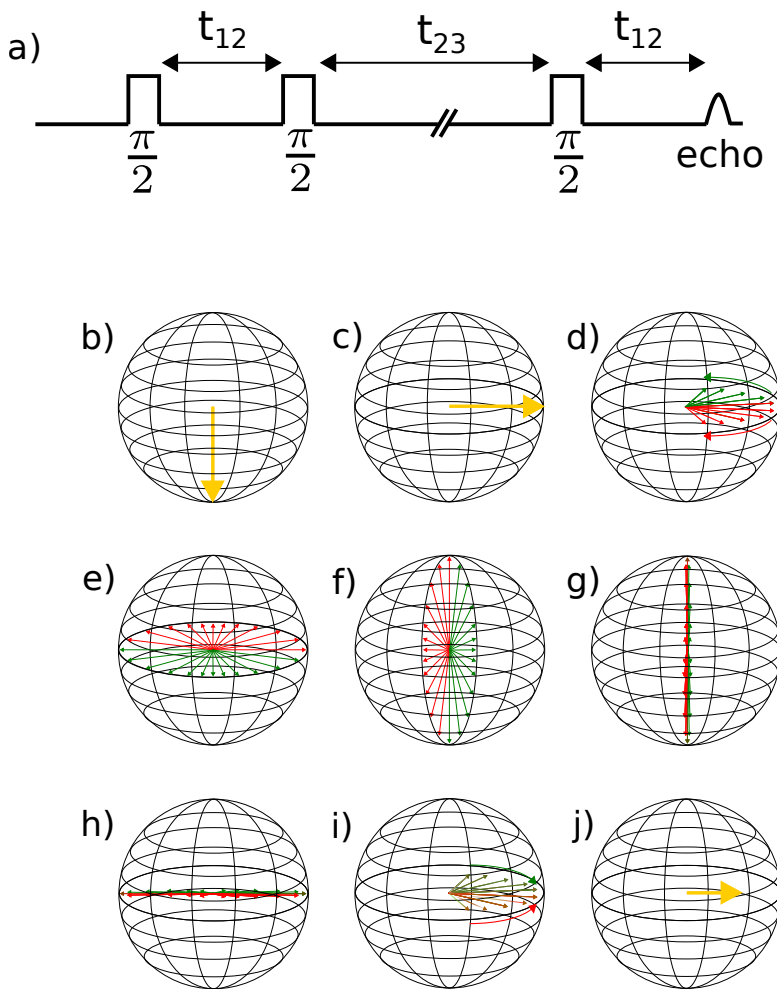 a)
t12 t23 t12
π/2 π/2 π/2
echo
b) c) d)
e) f) g)
h) i) j)